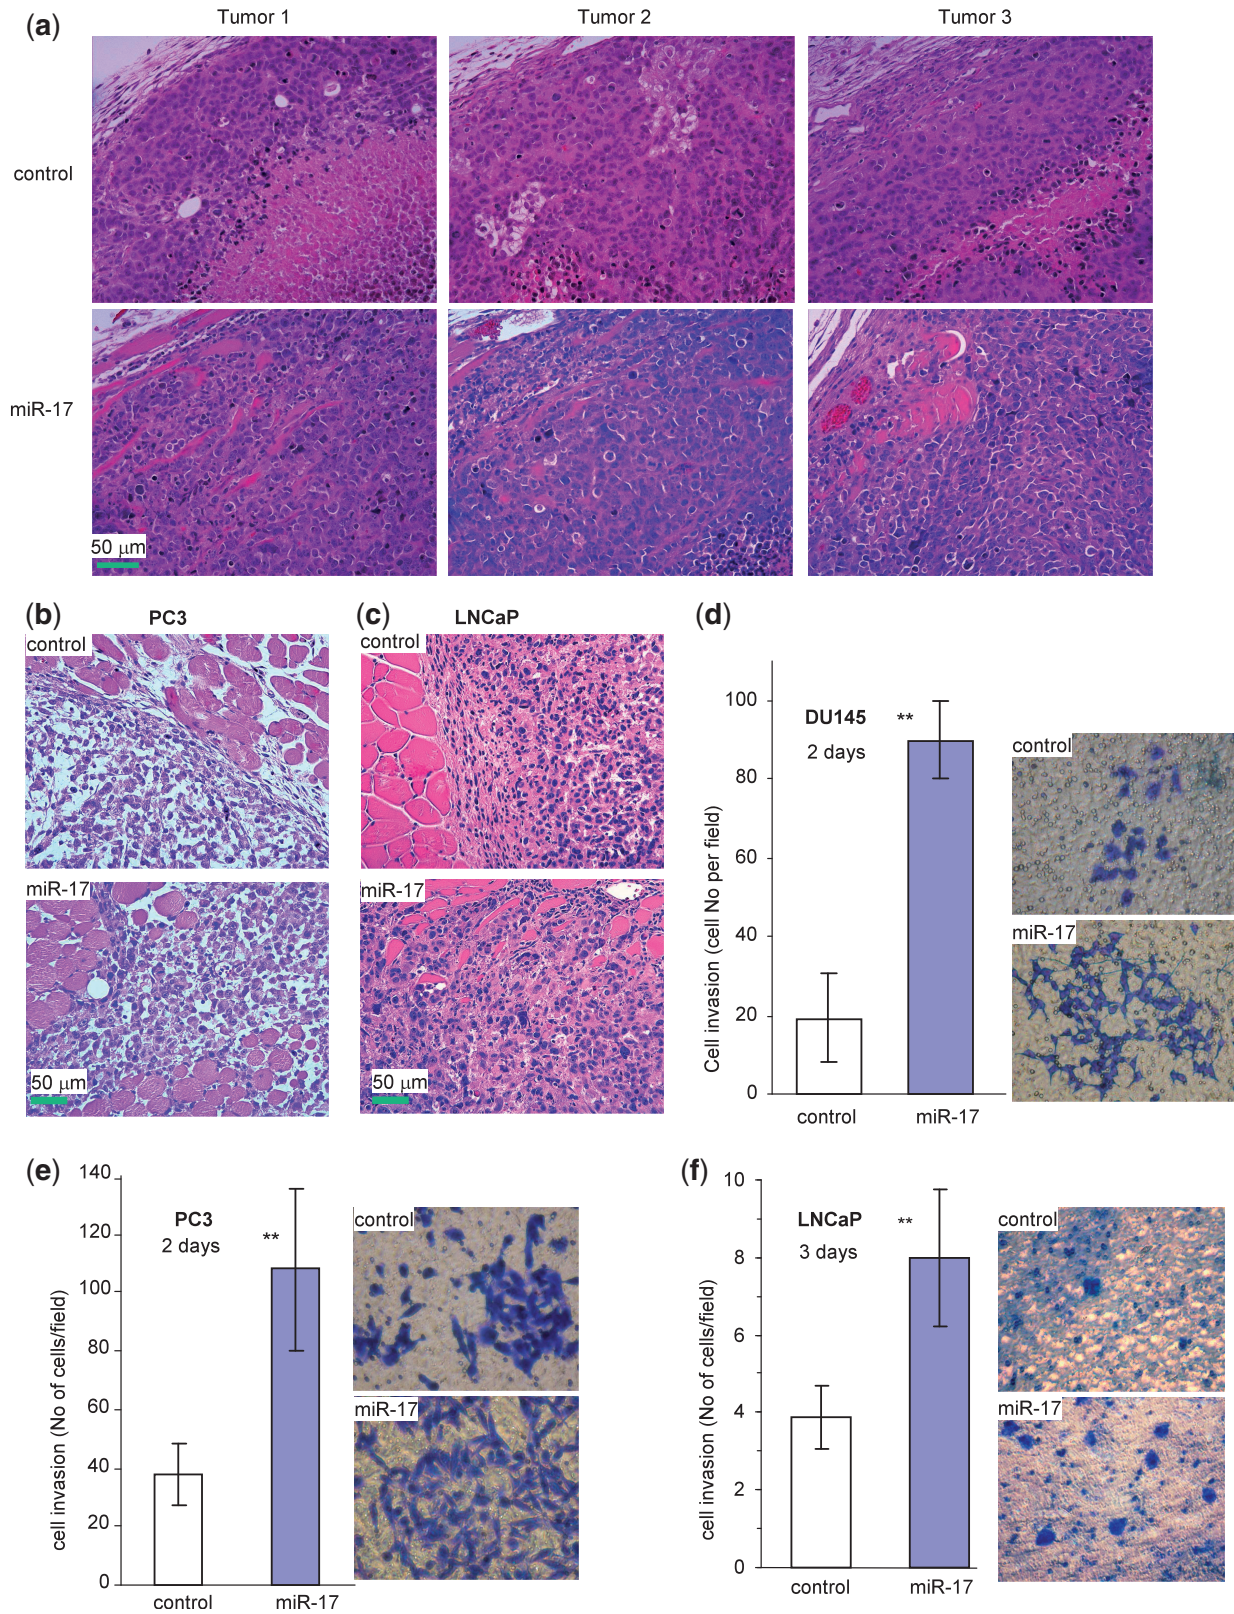 (a)
Tumor 1
Tumor 2
Tumor 3
control
miR-17
50 μm
(b)
PC3
control
miR-17
50 μm
(c)
LNCaP
control
miR-17
50 μm
(d)
Cell invasion (cell No per field)
100
80
60
40
20
0
DU145
2 days
**
control
miR-17
control
miR-17
(e)
cell invasion (No of cells/field)
140
120
100
80
60
40
20
0
PC3
2 days
**
control
miR-17
control
miR-17
(f)
cell invasion (No of cells/field)
10
8
6
4
2
0
LNCaP
3 days
**
control
miR-17
control
miR-17